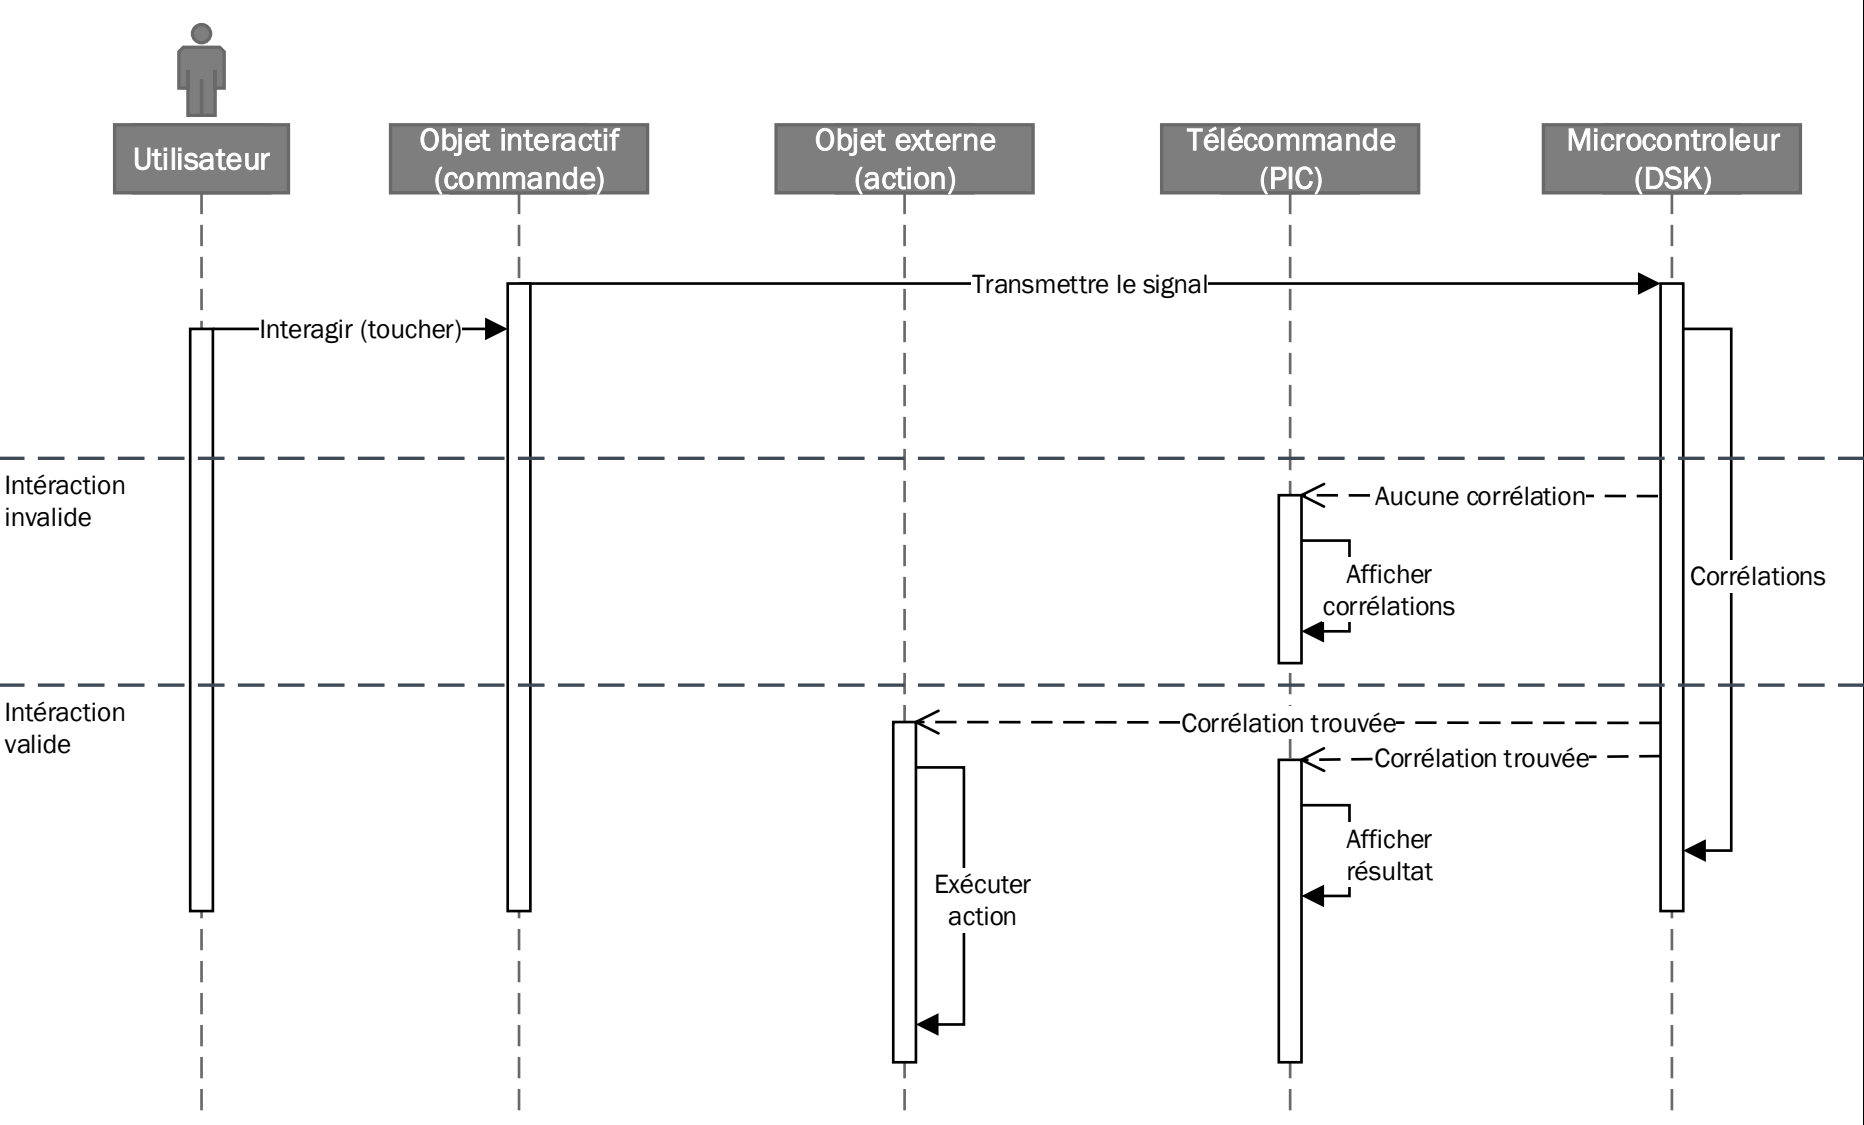 Utilisateur
Objet interactif
(commande)
Objet externe
(action)
Télécommande
(PIC)
Microcontroleur
(DSK)
Transmettre le signal
Interagir (toucher)
Intéraction
invalide
Aucune corrélation
Afficher
corrélations
Corrélations
Intéraction
valide
Corrélation trouvée
Corrélation trouvée
Afficher
résultat
Exécuter
action